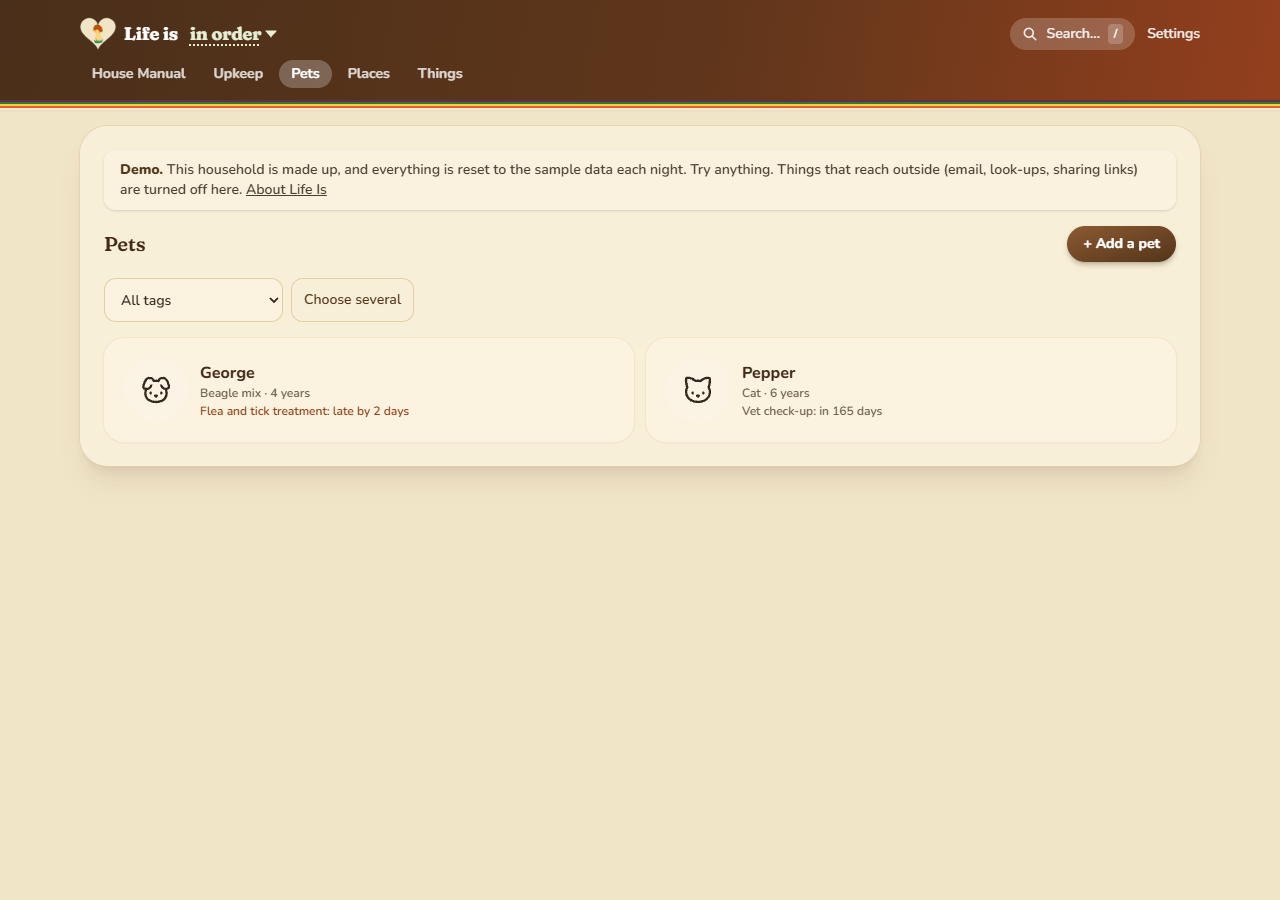 Life is in order
Search... /
Settings
House Manual
Upkeep
Pets
Places
Things
Demo. This household is made up, and everything is reset to the sample data each night. Try anything. Things that reach outside (email, look-ups, sharing links)
are turned off here. About Life Is
Pets
+ Add a pet
All tags
Choose several
George
Beagle mix · 4 years
Flea and tick treatment: late by 2 days
Pepper
Cat · 6 years
Vet check-up: in 165 days